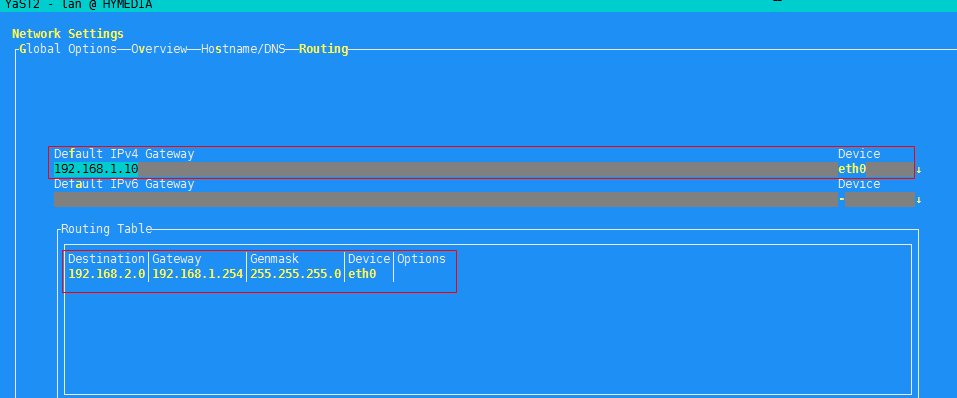 YaST2 - lan @ HYMEDIA
Network Settings
Global Options Overview Hostname/DNS Routing
Default IPv4 Gateway Device
192.168.1.10 eth0 ↓
Default IPv6 Gateway Device
- ↓
Routing Table
Destination Gateway Genmask Device Options
192.168.2.0 192.168.1.254 255.255.255.0 eth0